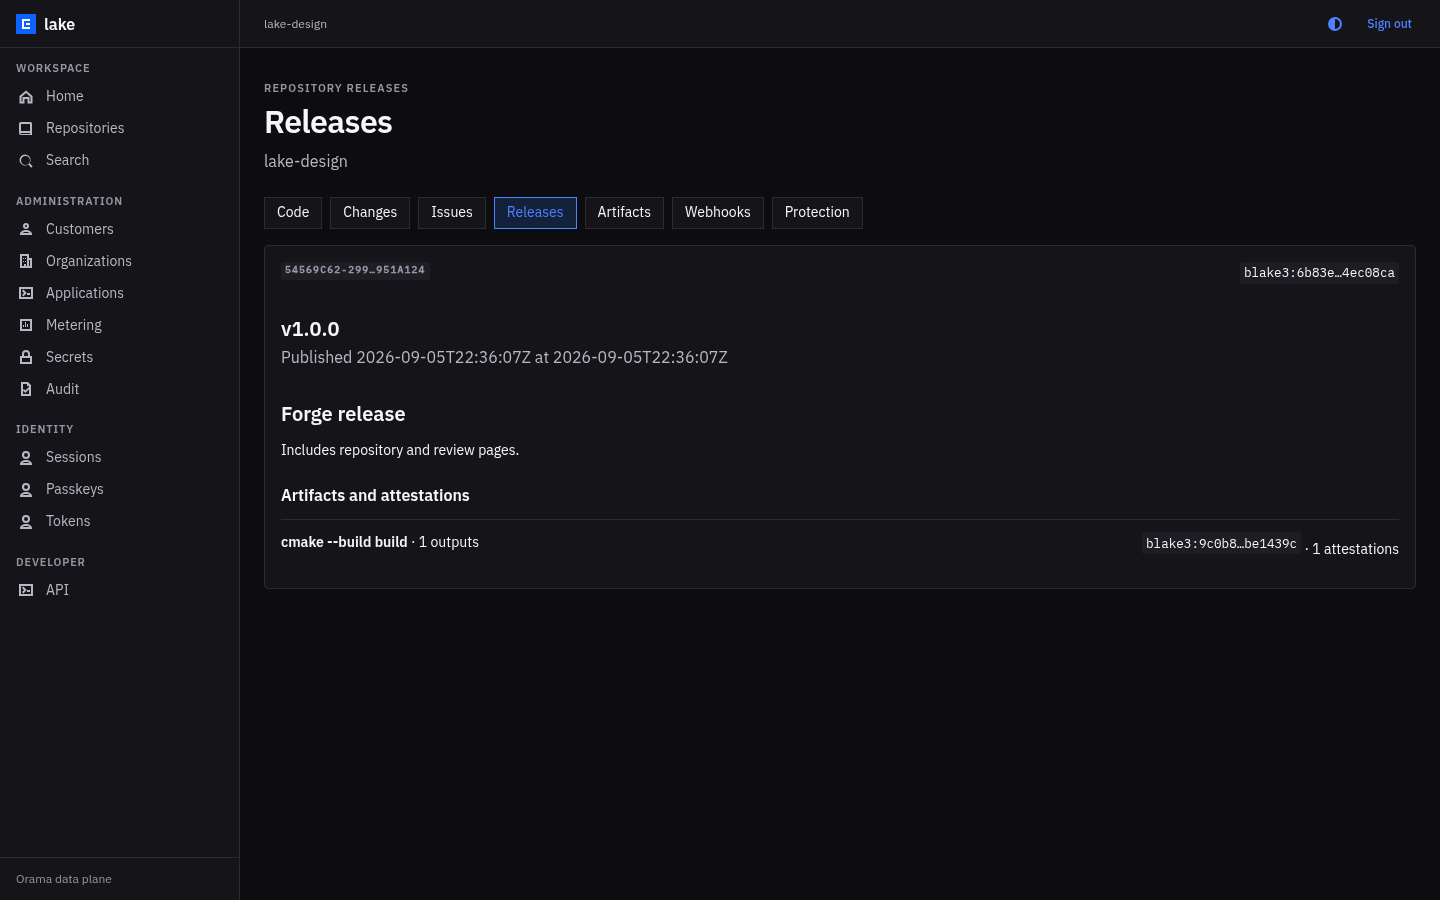 lake
lake-design
Sign out
WORKSPACE
Home
Repositories
Search
ADMINISTRATION
Customers
Organizations
Applications
Metering
Secrets
Audit
IDENTITY
Sessions
Passkeys
Tokens
DEVELOPER
API
Orama data plane
REPOSITORY RELEASES
Releases
lake-design
Code
Changes
Issues
Releases
Artifacts
Webhooks
Protection
54569C62-299…951A124
blake3:6b83e…4ec08ca
v1.0.0
Published 2026-09-05T22:36:07Z at 2026-09-05T22:36:07Z
Forge release
Includes repository and review pages.
Artifacts and attestations
cmake --build build · 1 outputs
blake3:9c0b8…be1439c · 1 attestations